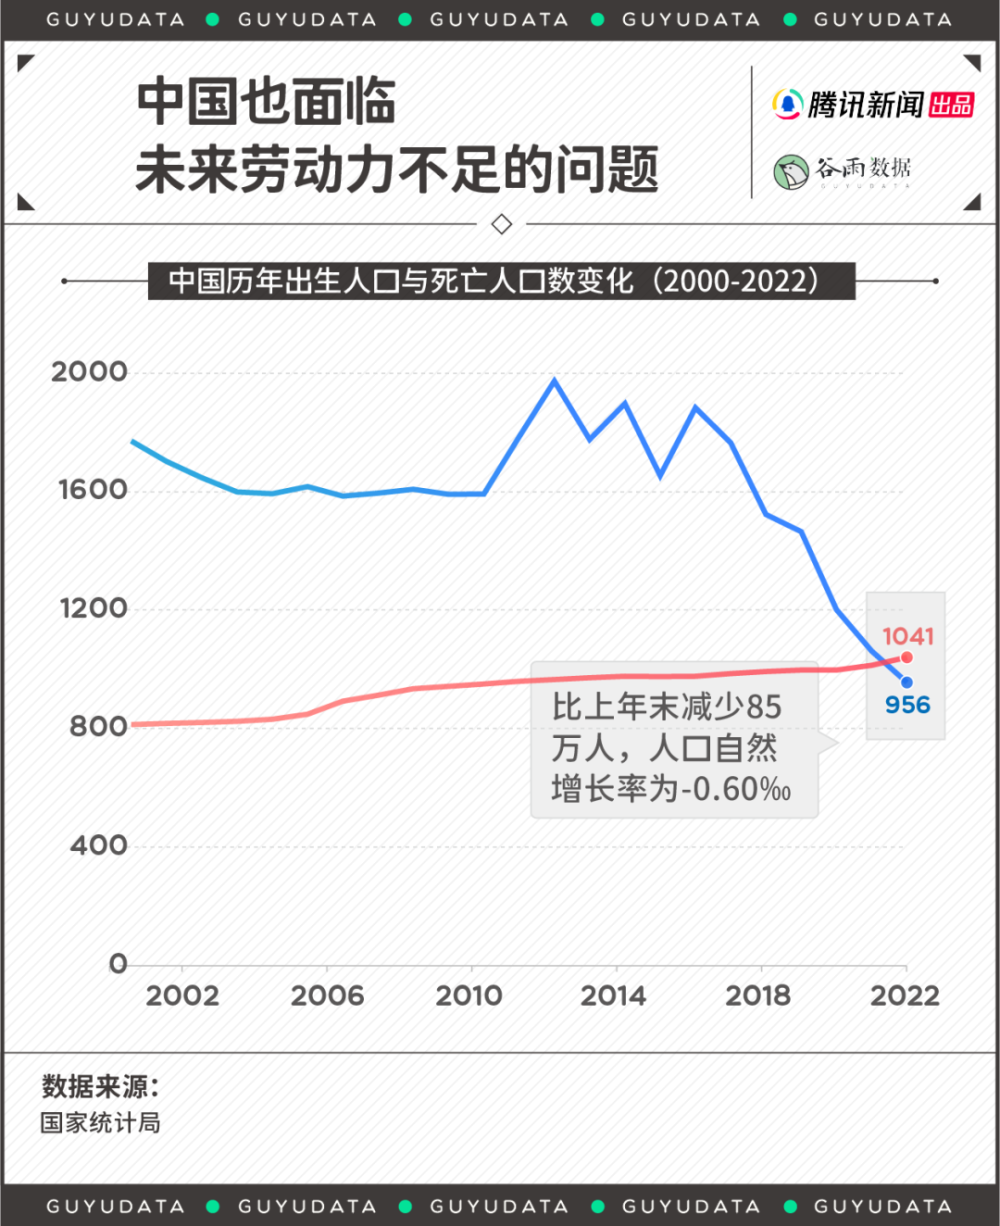 GUYUDATA GUYUDATA GUYUDATA GUYUDATA GUYUDATA
中国也面临
未来劳动力不足的问题
腾讯新闻 出品
谷雨数据
GUYUDATA
中国历年出生人口与死亡人口数变化（2000-2022）
2000
1600
1200
800
400
0
1041
956
比上年末减少85
万人，人口自然
增长率为-0.60‰
2002 2006 2010 2014 2018 2022
数据来源：
国家统计局
GUYUDATA GUYUDATA GUYUDATA GUYUDATA GUYUDATA